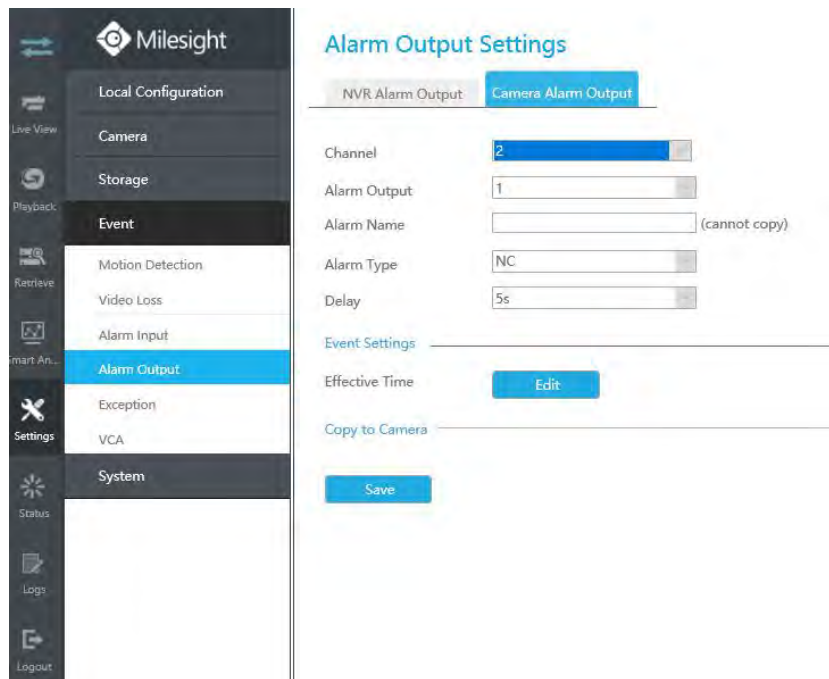 Milesight
Live View
Playback
Retrieve
Smart An...
Settings
Status
Logs
Logout
Local Configuration
Camera
Storage
Event
Motion Detection
Video Loss
Alarm Input
Alarm Output
Exception
VCA
System
Alarm Output Settings
NVR Alarm Output
Camera Alarm Output
Channel 2
Alarm Output 1
Alarm Name (cannot copy)
Alarm Type NC
Delay 5s
Event Settings
Effective Time Edit
Copy to Camera
Save